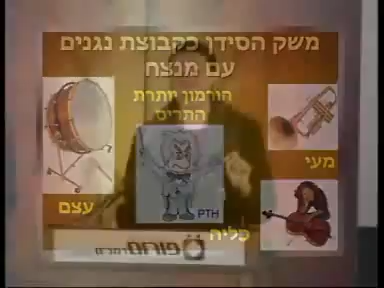 משק הסידן כקבוצת נגנים
עם מנצח
הורמון יותרת
התריס
מעי
עצם
PTH
כליה
פורום